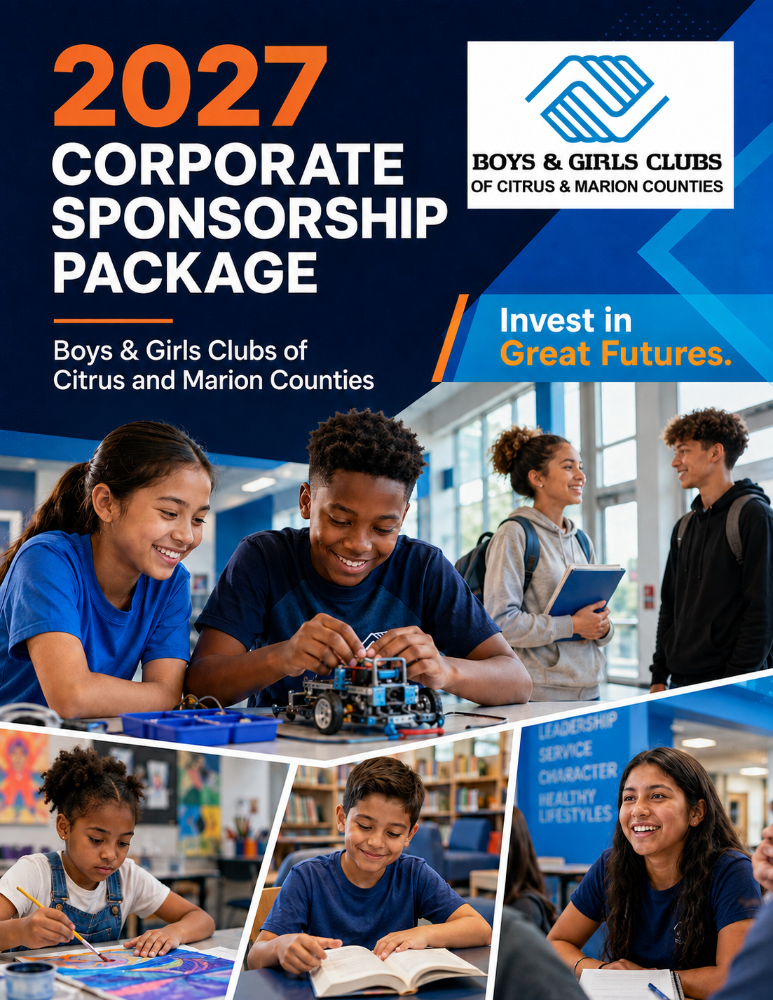 2027
CORPORATE
SPONSORSHIP
PACKAGE
Boys & Girls Clubs of
Citrus and Marion Counties
BOYS & GIRLS CLUBS
OF CITRUS & MARION COUNTIES
Invest in
Great Futures.
LEADERSHIP
SERVICE
CHARACTER
HEALTHY
LIFESTYLES